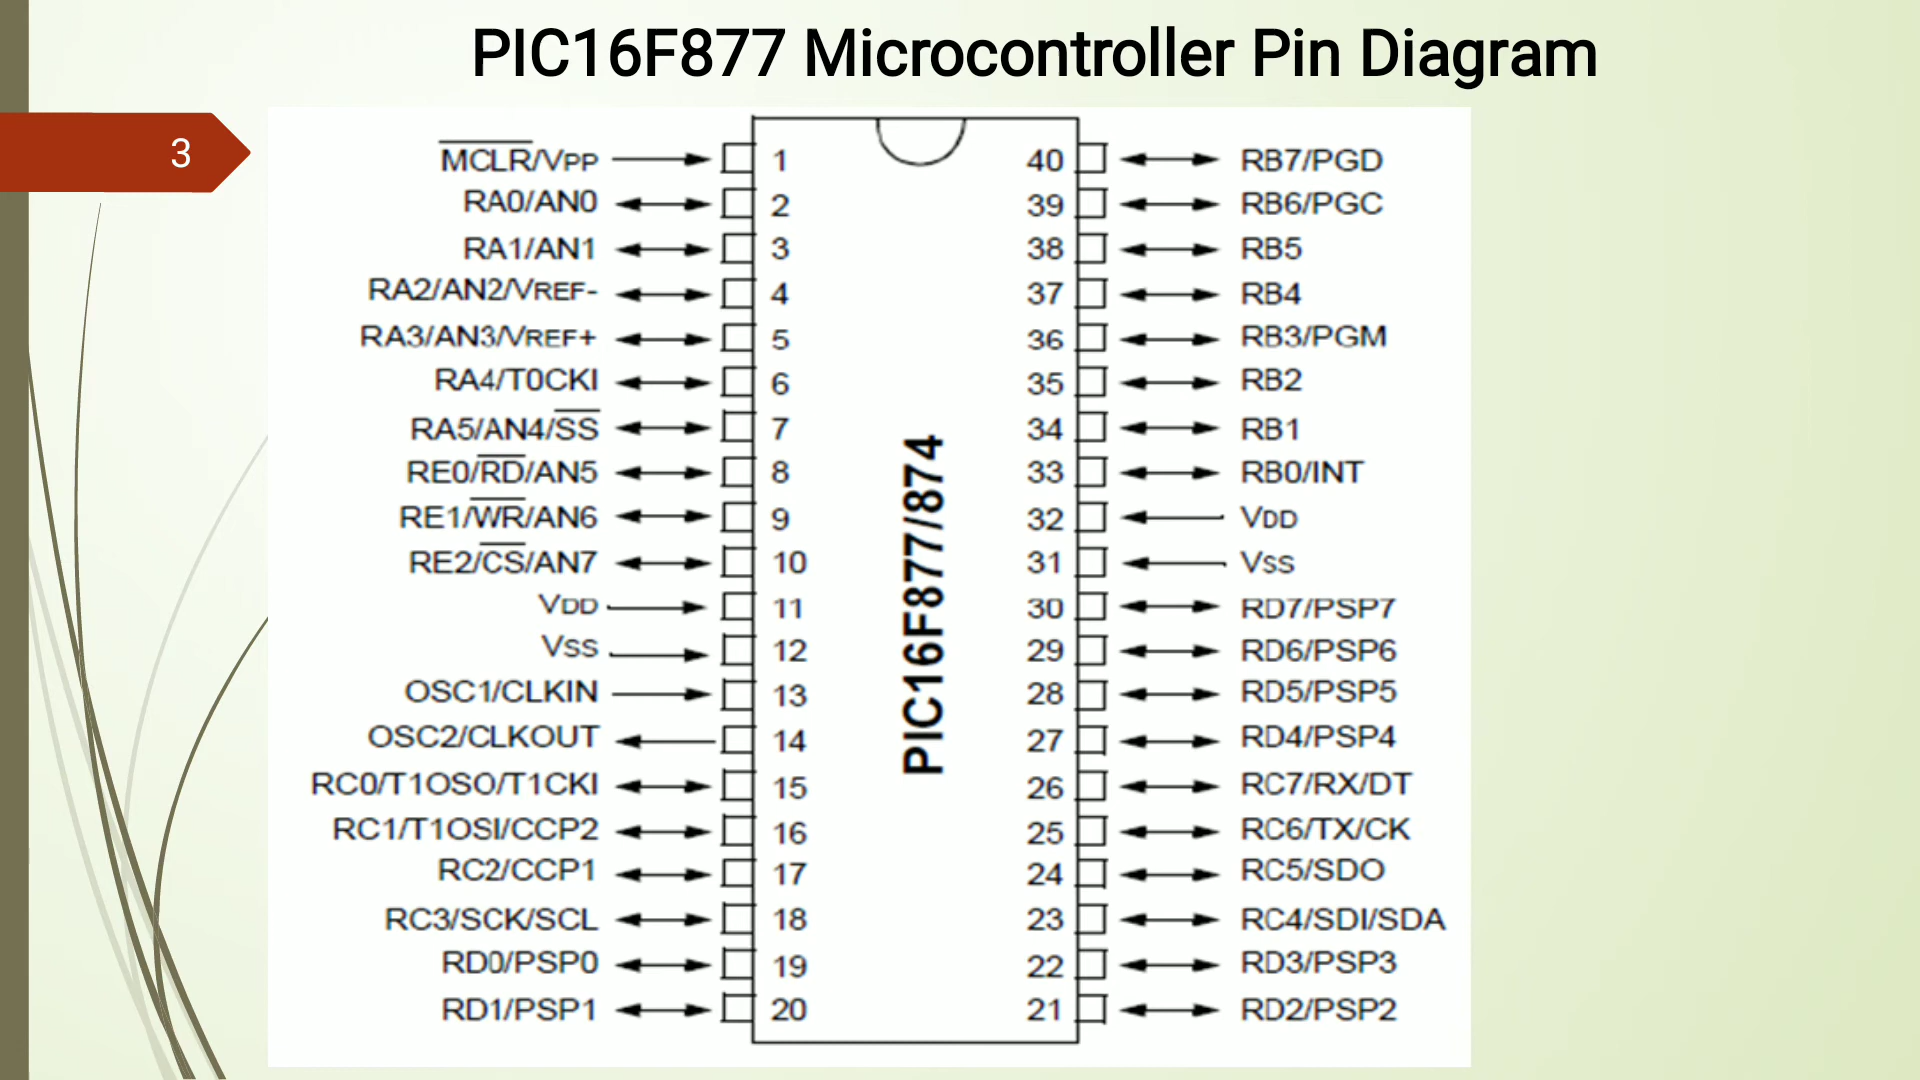 PIC16F877 Microcontroller Pin Diagram
3
MCLR/VPP 1 40 RB7/PGD
RA0/AN0 2 39 RB6/PGC
RA1/AN1 3 38 RB5
RA2/AN2/VREF- 4 37 RB4
RA3/AN3/VREF+ 5 36 RB3/PGM
RA4/T0CKI 6 35 RB2
RA5/AN4/SS 7 34 RB1
RE0/RD/AN5 8 33 RB0/INT
RE1/WR/AN6 9 32 VDD
RE2/CS/AN7 10 31 VSS
VDD 11 30 RD7/PSP7
VSS 12 29 RD6/PSP6
OSC1/CLKIN 13 28 RD5/PSP5
OSC2/CLKOUT 14 27 RD4/PSP4
RC0/T1OSO/T1CKI 15 26 RC7/RX/DT
RC1/T1OSI/CCP2 16 25 RC6/TX/CK
RC2/CCP1 17 24 RC5/SDO
RC3/SCK/SCL 18 23 RC4/SDI/SDA
RD0/PSP0 19 22 RD3/PSP3
RD1/PSP1 20 21 RD2/PSP2
PIC16F877/874